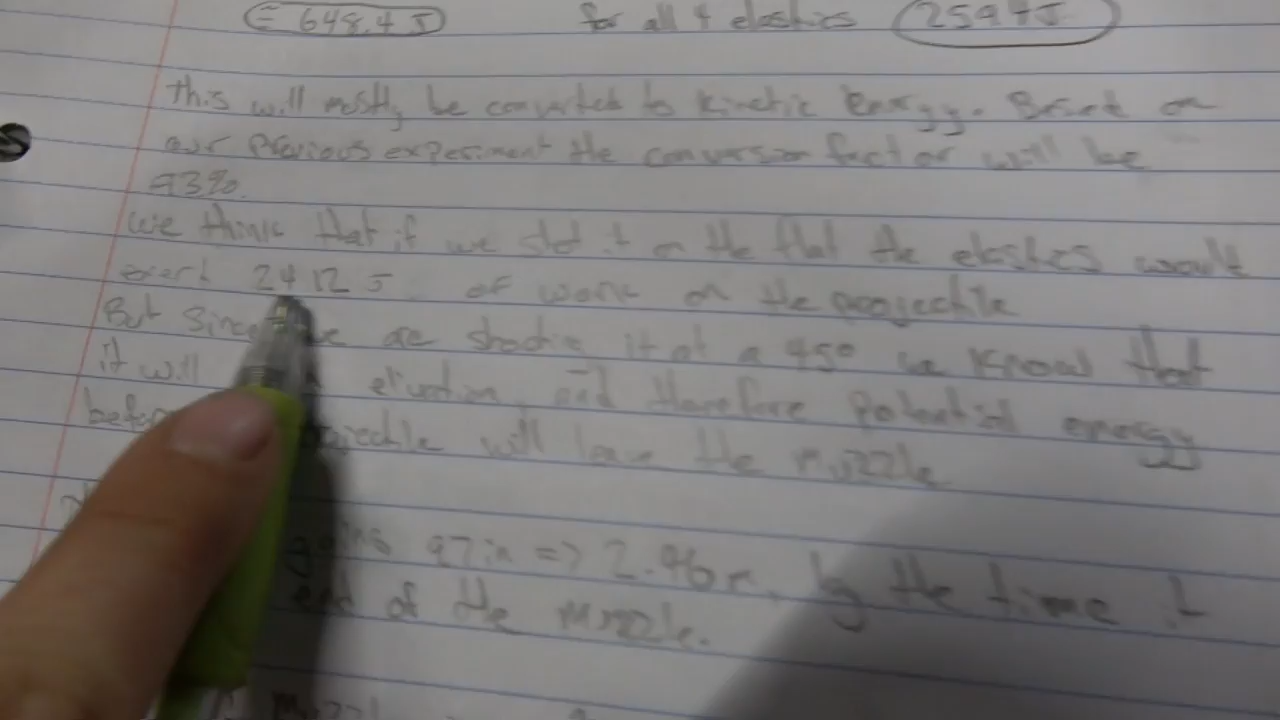 = 648.4 J for all 4 elastics 2594 J
This will mostly be converted to kinetic Energy. Based on
our previous experiment the conversion factor will be
93%.
we think that if we shot it on the flat the elastics would
exert 2412 J of work on the projectile
But since we are shooting it at a 45° we know that
it will elevation, and therefore Potential energy
before projectile will leave the muzzle
gains 97in => 2.46m, by the time it
end of the muzzle.